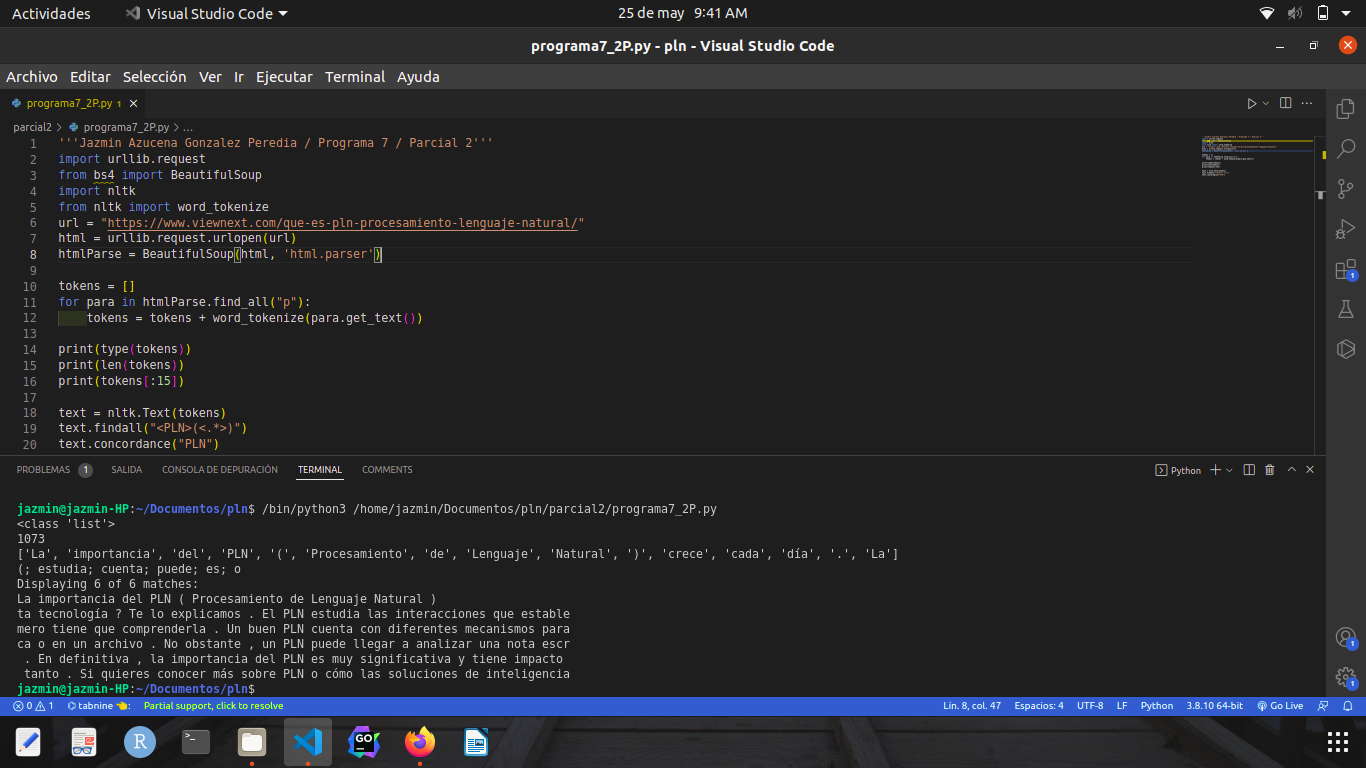 Actividades Visual Studio Code 25 de may 9:41 AM
programa7_2P.py - pln - Visual Studio Code
Archivo Editar Selección Ver Ir Ejecutar Terminal Ayuda
programa7_2P.py 1
parcial2 > programa7_2P.py > ...
1 '''Jazmin Azucena Gonzalez Peredia / Programa 7 / Parcial 2'''
2 import urllib.request
3 from bs4 import BeautifulSoup
4 import nltk
5 from nltk import word_tokenize
6 url = "https://www.viewnext.com/que-es-pln-procesamiento-lenguaje-natural/"
7 html = urllib.request.urlopen(url)
8 htmlParse = BeautifulSoup(html, 'html.parser')
9
10 tokens = []
11 for para in htmlParse.find_all("p"):
12     tokens = tokens + word_tokenize(para.get_text())
13
14 print(type(tokens))
15 print(len(tokens))
16 print(tokens[:15])
17
18 text = nltk.Text(tokens)
19 text.findall("<PLN>(<.*>)")
20 text.concordance("PLN")
PROBLEMAS 1 SALIDA CONSOLA DE DEPURACIÓN TERMINAL COMMENTS Python
jazmin@jazmin-HP:~/Documentos/pln$ /bin/python3 /home/jazmin/Documentos/pln/parcial2/programa7_2P.py
<class 'list'>
1073
['La', 'importancia', 'del', 'PLN', '(', 'Procesamiento', 'de', 'Lenguaje', 'Natural', ')', 'crece', 'cada', 'día', '.', 'La']
(; estudia; cuenta; puede; es; o
Displaying 6 of 6 matches:
La importancia del PLN ( Procesamiento de Lenguaje Natural )
ta tecnología ? Te lo explicamos . El PLN estudia las interacciones que estable
mero tiene que comprenderla . Un buen PLN cuenta con diferentes mecanismos para
ca o en un archivo . No obstante , un PLN puede llegar a analizar una nota escr
. En definitiva , la importancia del PLN es muy significativa y tiene impacto
tanto . Si quieres conocer más sobre PLN o cómo las soluciones de inteligencia
jazmin@jazmin-HP:~/Documentos/pln$
0 1 tabnine : Partial support, click to resolve Lín. 8, col. 47 Espacios: 4 UTF-8 LF Python 3.8.10 64-bit Go Live
1
1
1
R
GO